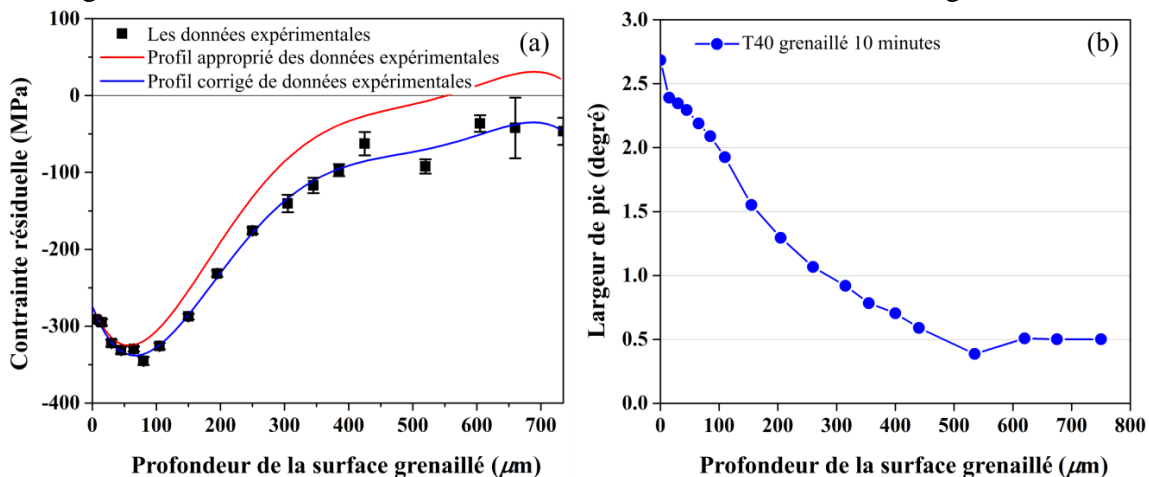 100
0
-100
-200
-300
-400
Contrainte résiduelle (MPa)
Les données expérimentales
Profil approprié des données expérimentales
Profil corrigé de données expérimentales
(a)
0 100 200 300 400 500 600 700
Profondeur de la surface grenaillé (μm)
3.0
2.5
2.0
1.5
1.0
0.5
0.0
Largeur de pic (degré)
T40 grenaillé 10 minutes
(b)
0 100 200 300 400 500 600 700 800
Profondeur de la surface grenaillé (μm)